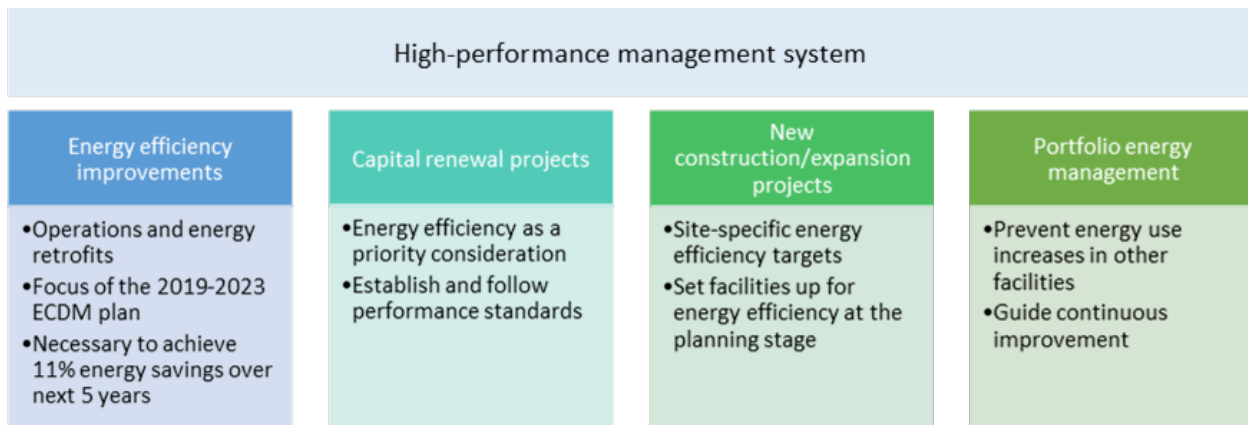 High-performance management system
Energy efficiency
improvements
•Operations and energy
retrofits
•Focus of the 2019-2023
ECDM plan
•Necessary to achieve
11% energy savings over
next 5 years
Capital renewal projects
•Energy efficiency as a
priority consideration
•Establish and follow
performance standards
New
construction/expansion
projects
•Site-specific energy
efficiency targets
•Set facilities up for
energy efficiency at the
planning stage
Portfolio energy
management
•Prevent energy use
increases in other
facilities
•Guide continuous
improvement